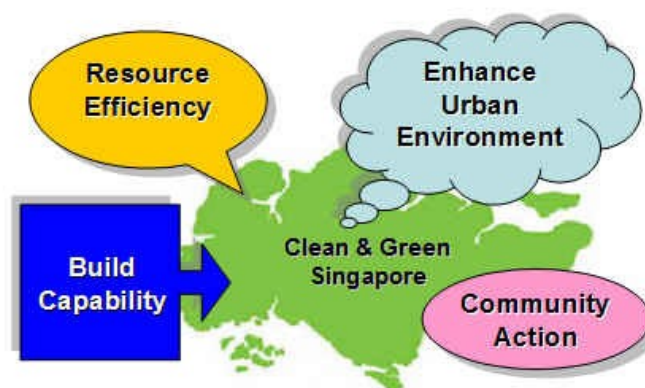 Resource
Efficiency
Enhance
Urban
Environment
Clean & Green
Singapore
Build
Capability
Community
Action